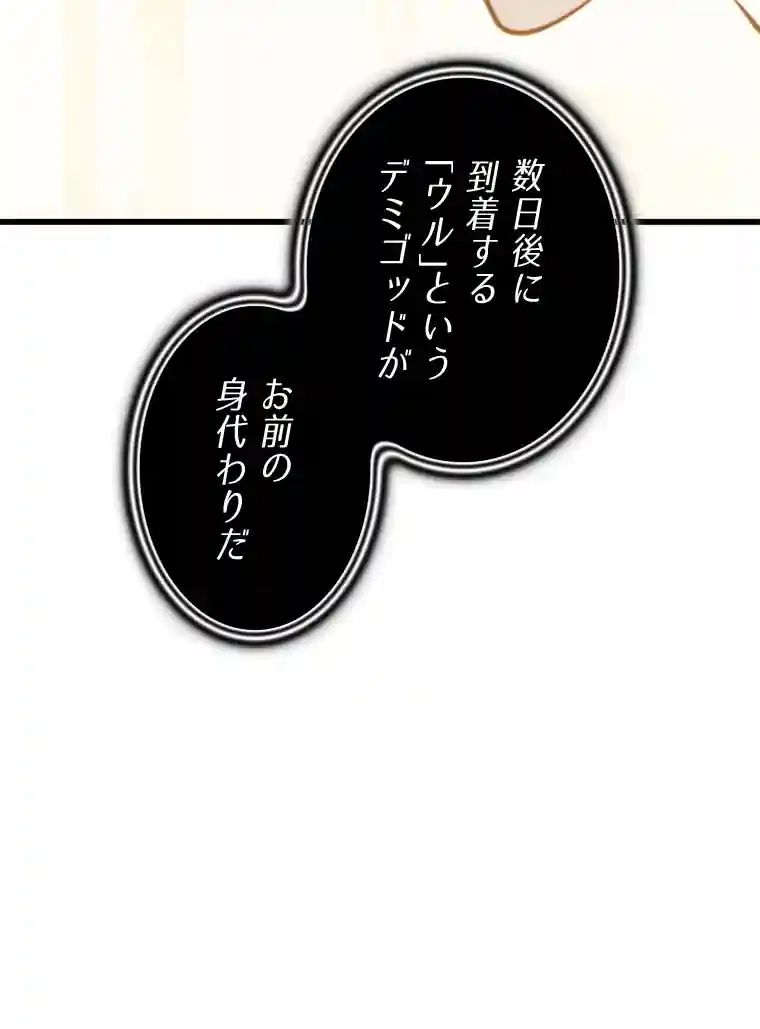 数日後に
到着する
「ウル」という
デミゴッドが
お前の
身代わりだ